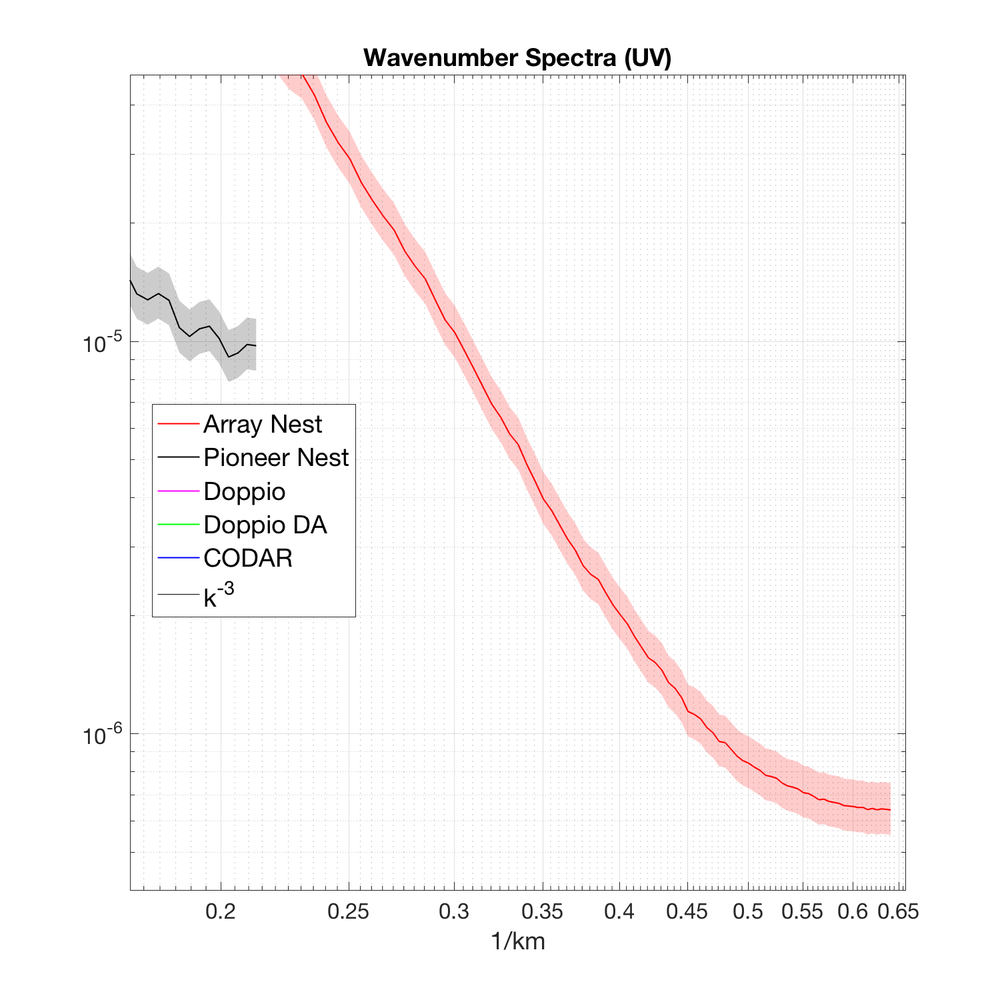 Wavenumber Spectra (UV)
10^-5
10^-6
Array Nest
Pioneer Nest
Doppio
Doppio DA
CODAR
k^-3
0.2 0.25 0.3 0.35 0.4 0.45 0.5 0.55 0.6 0.65
1/km